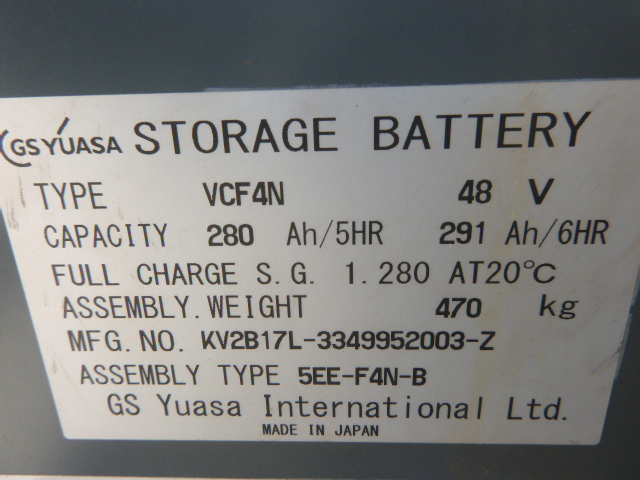 GS YUASA STORAGE BATTERY
TYPE VCF4N 48 V
CAPACITY 280 Ah/5HR 291 Ah/6HR
FULL CHARGE S.G. 1.280 AT20℃
ASSEMBLY.WEIGHT 470 kg
MFG.NO. KV2B17L-3349952003-Z
ASSEMBLY TYPE 5EE-F4N-B
GS Yuasa International Ltd.
MADE IN JAPAN